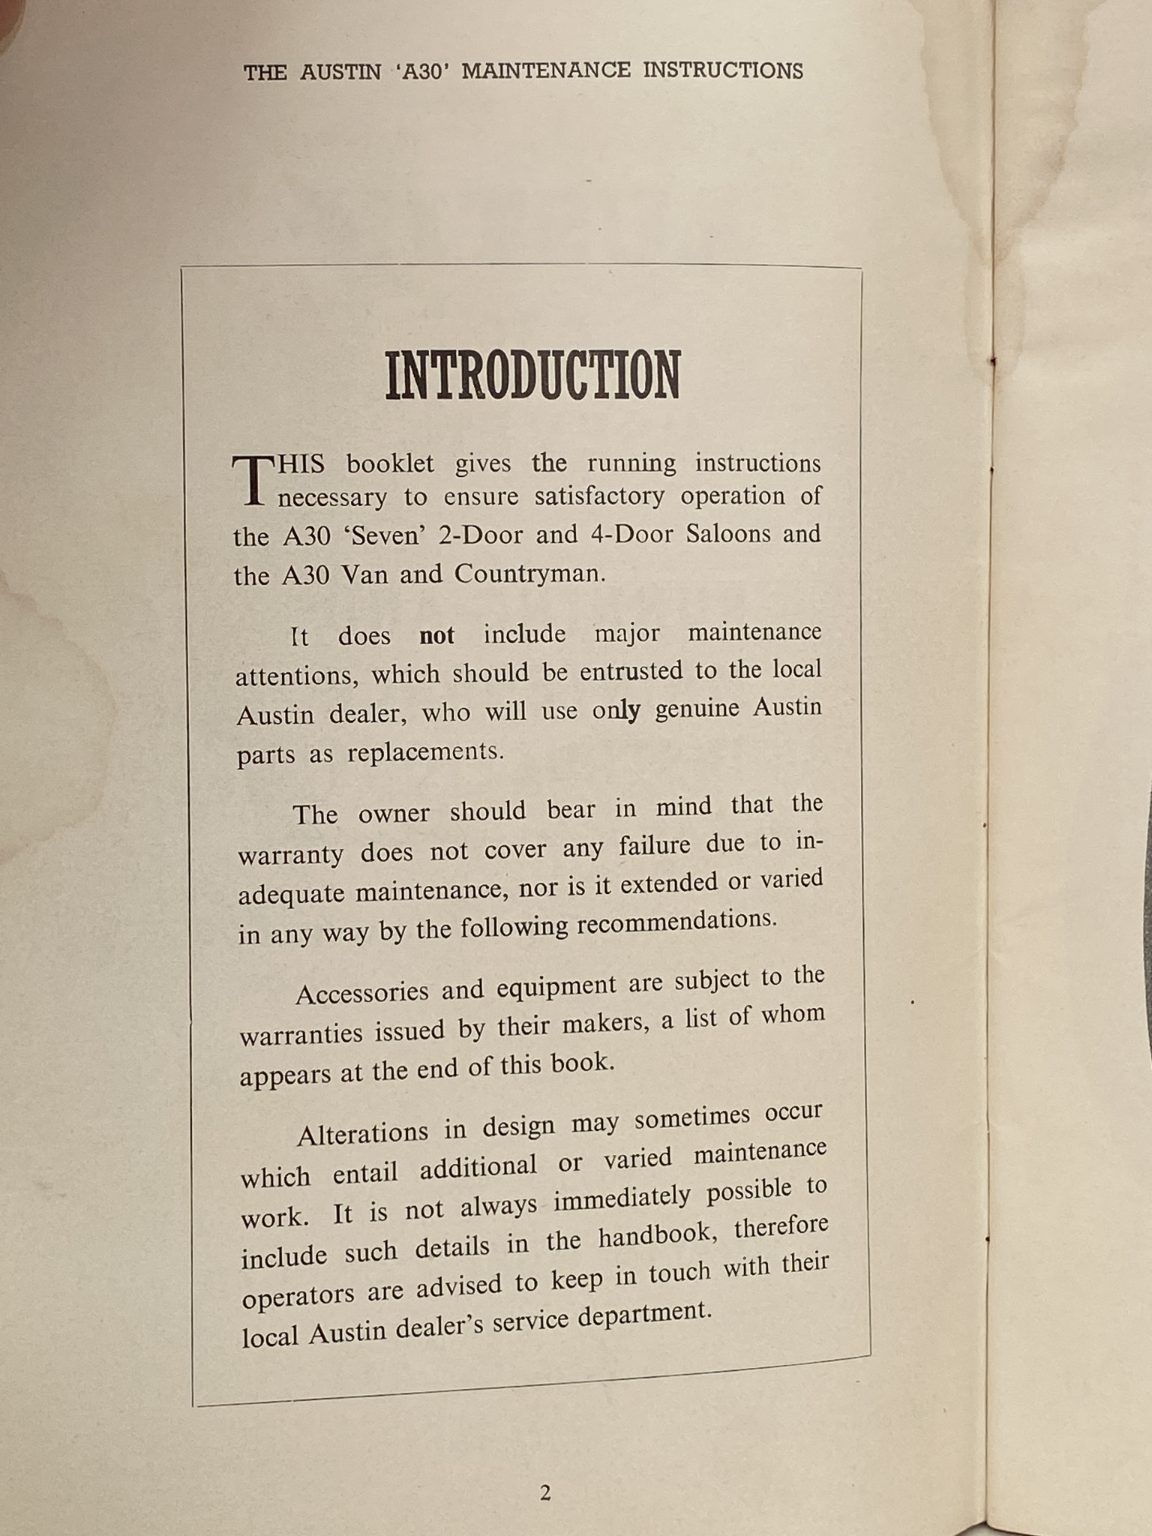 THE AUSTIN ‘A30’ MAINTENANCE INSTRUCTIONS
INTRODUCTION
THIS booklet gives the running instructions
necessary to ensure satisfactory operation of
the A30 ‘Seven’ 2-Door and 4-Door Saloons and
the A30 Van and Countryman.
It does not include major maintenance
attentions, which should be entrusted to the local
Austin dealer, who will use only genuine Austin
parts as replacements.
The owner should bear in mind that the
warranty does not cover any failure due to in-
adequate maintenance, nor is it extended or varied
in any way by the following recommendations.
Accessories and equipment are subject to the
warranties issued by their makers, a list of whom
appears at the end of this book.
Alterations in design may sometimes occur
which entail additional or varied maintenance
work. It is not always immediately possible to
include such details in the handbook, therefore
operators are advised to keep in touch with their
local Austin dealer’s service department.
2